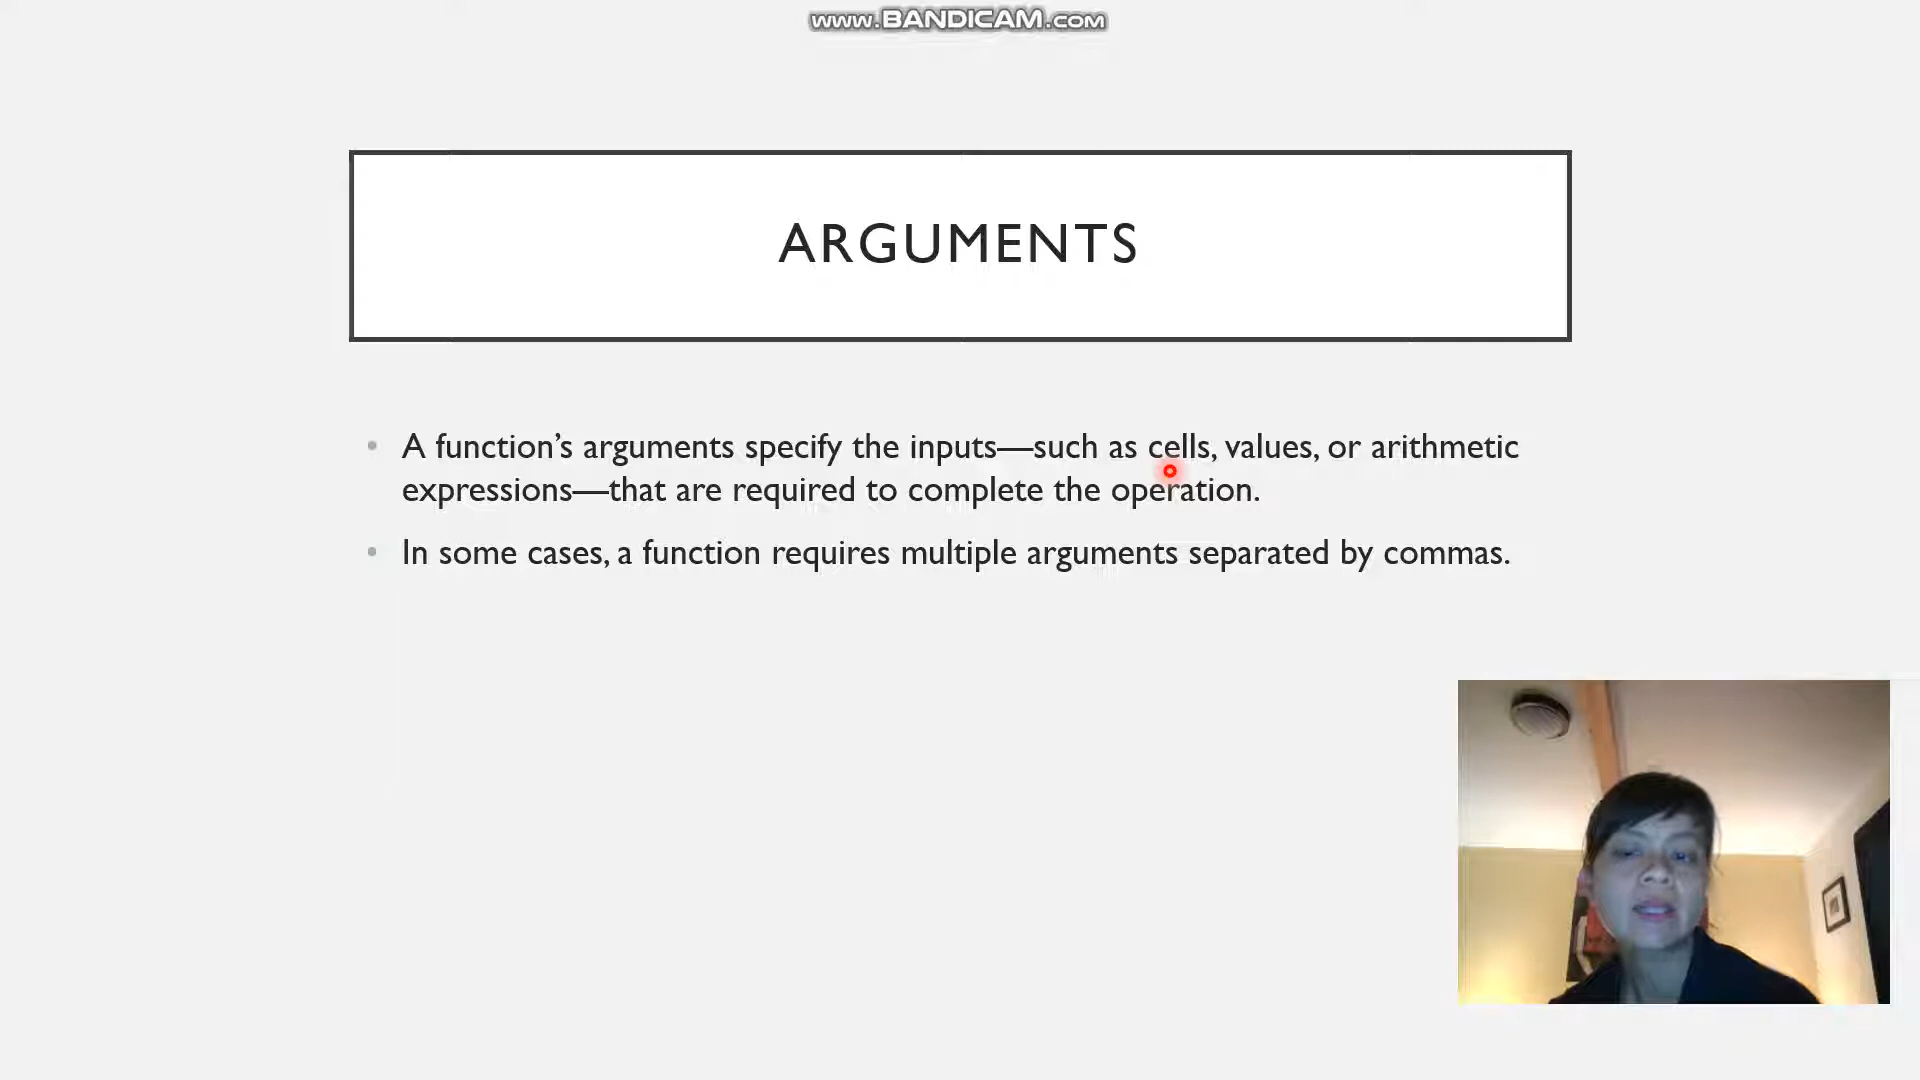 www.BANDICAM.com
ARGUMENTS
• A function’s arguments specify the inputs—such as cells, values, or arithmetic
expressions—that are required to complete the operation.
• In some cases, a function requires multiple arguments separated by commas.